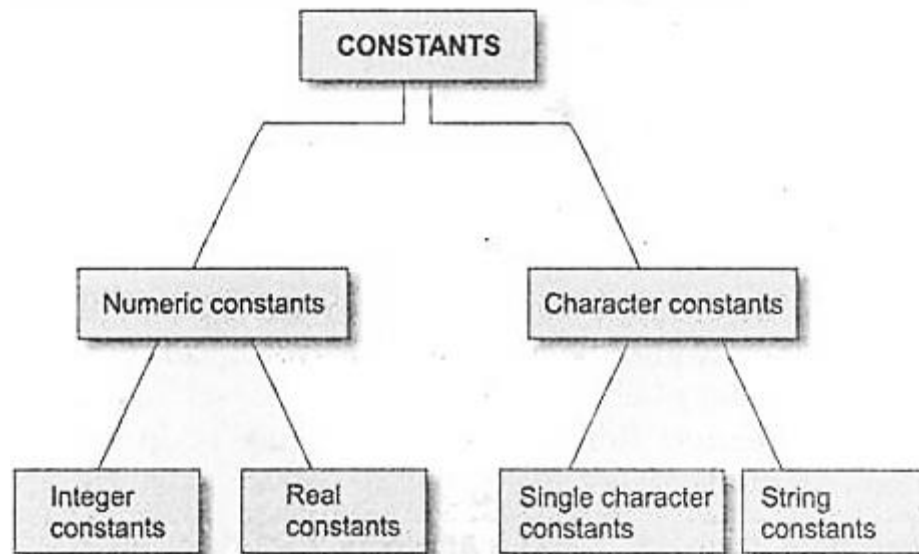 CONSTANTS
Numeric constants
Character constants
Integer
constants
Real
constants
Single character
constants
String
constants